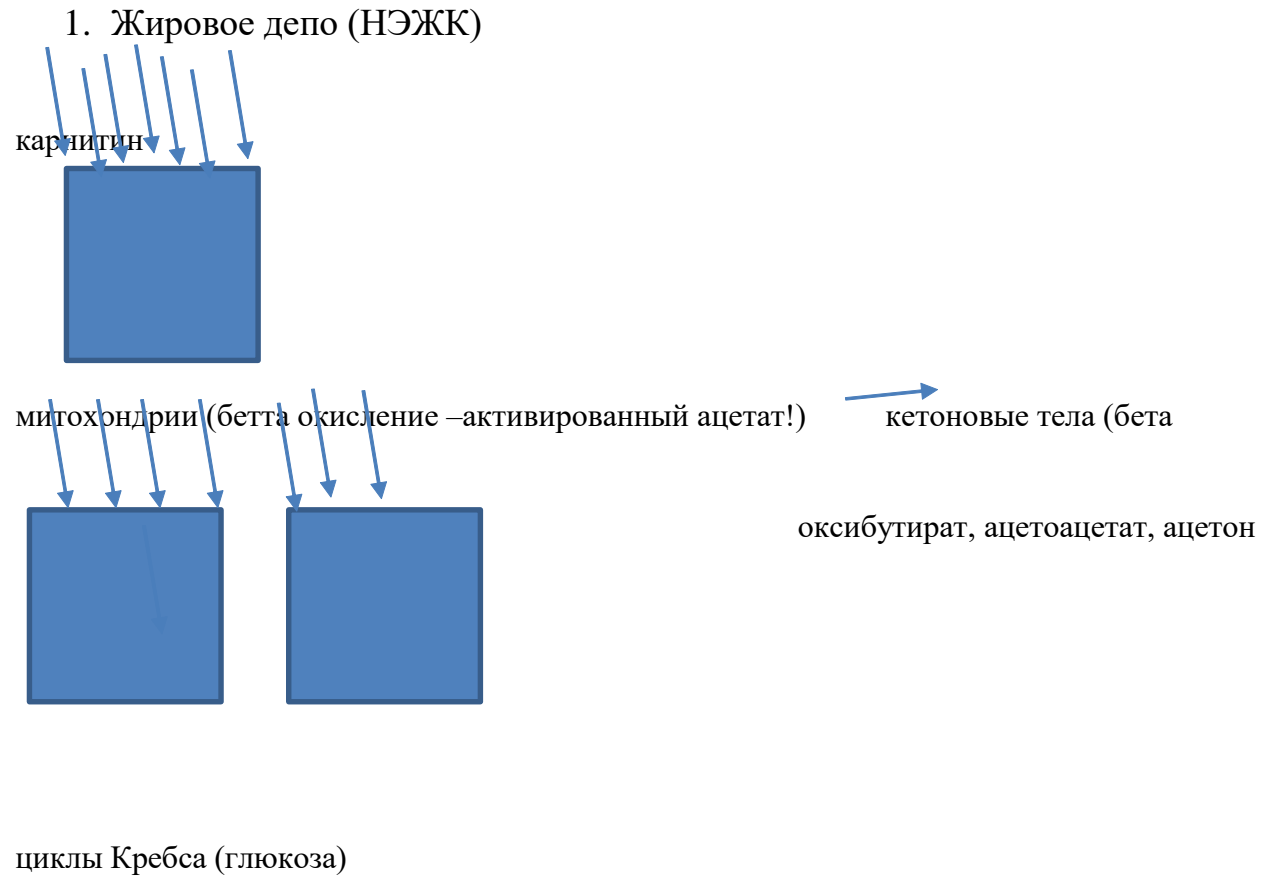 1. Жировое депо (НЭЖК)
карнитин
митохондрии (бетта окисление –активированный ацетат!) кетоновые тела (бета
оксибутират, ацетоацетат, ацетон
циклы Кребса (глюкоза)